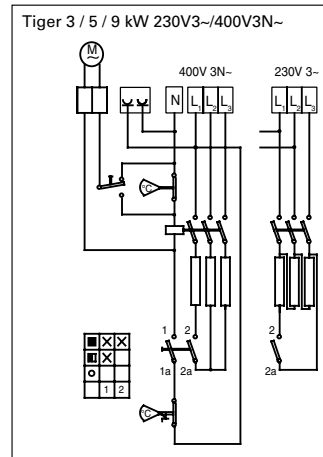 Tiger 3 / 5 / 9 kW 230V3~/400V3N~
M
~
400V 3N~ 230V 3~
N L1 L2 L3 L1 L2 L3
°C
1 2 2
1a 2a 2a
1 2
°C